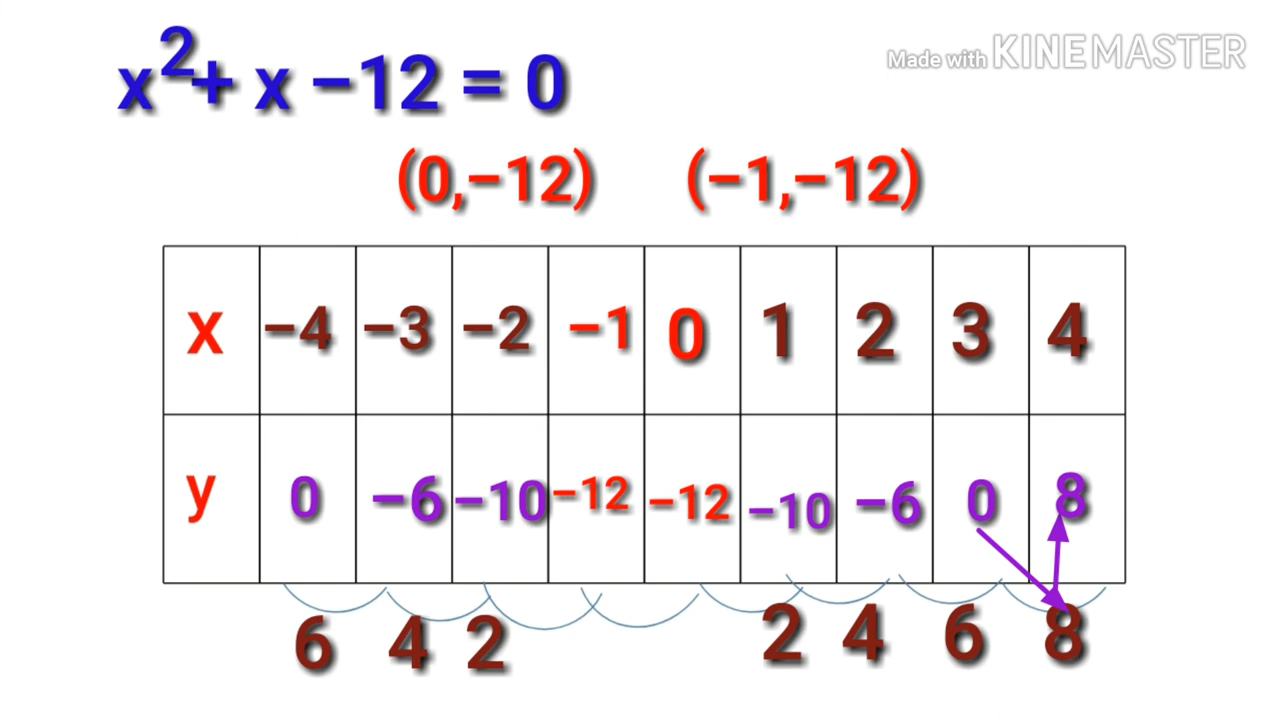 Made with KINEMASTER
x²+ x −12 = 0
(0,−12) (−1,−12)
x −4 −3 −2 −1 0 1 2 3 4
y 0 −6 −10 −12 −12 −10 −6 0 8
6 4 2 2 4 6 8